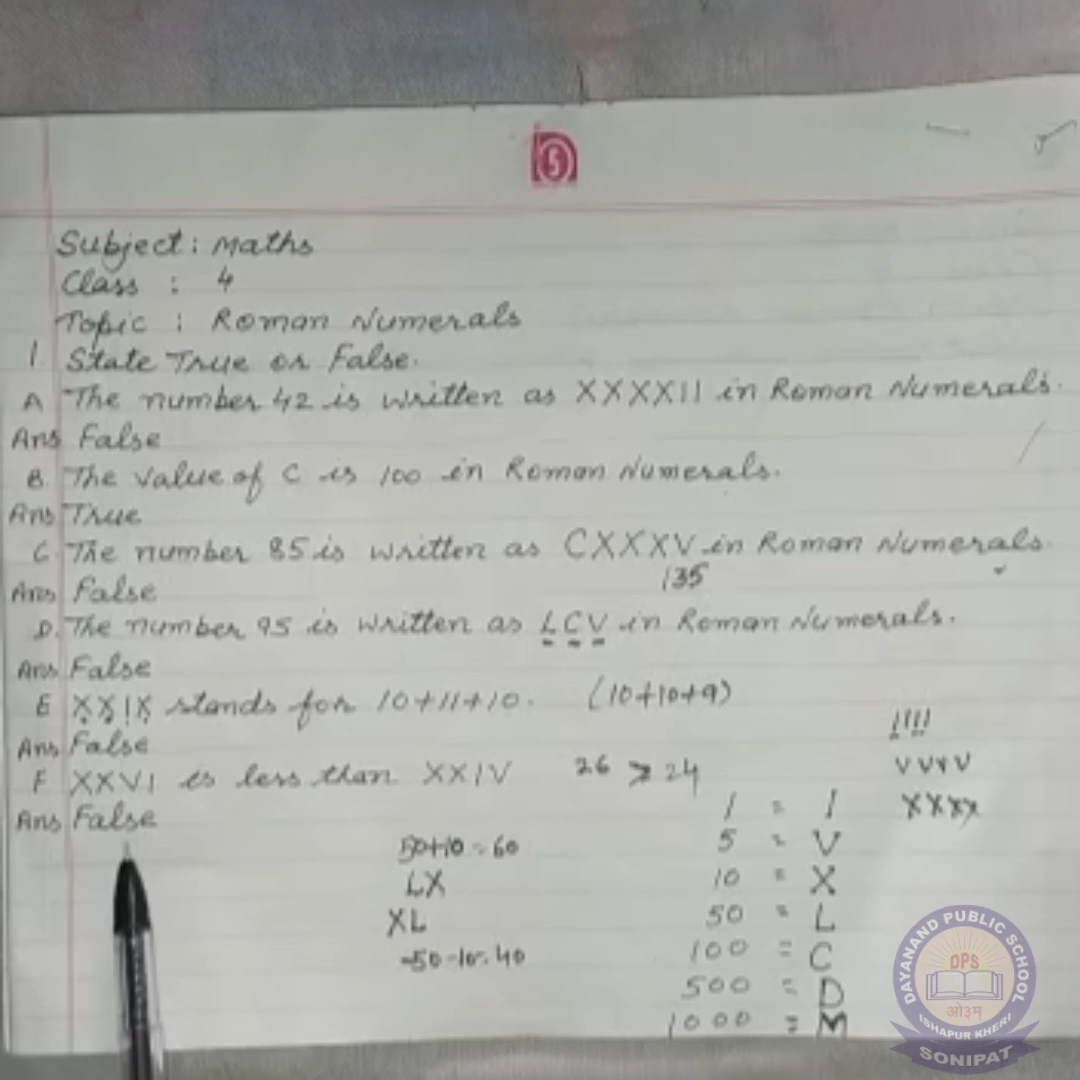 Subject: Maths
Class : 4
Topic : Roman Numerals
1. State True or False.
A The number 42 is written as XXXXII in Roman Numerals.
Ans False
B. The Value of C is 100 in Roman Numerals.
Ans True
C. The number 85 is written as CXXXV in Roman Numerals.
135
Ans False
D. The number 95 is written as LCV in Roman Numerals.
Ans False
E XXIX stands for 10+11+10. (10+10+9)
Ans False
IIII
F XXVI is less than XXIV 26 > 24
VVVV
Ans False
1 = I
XXXX
50+10=60
5 = V
LX
10 = X
XL
50 = L
-50-10=40
100 = C
500 = D
1000 = M
DAYANAND PUBLIC SCHOOL
DPS
ओ३म्
ISHAPUR KHERI
SONIPAT